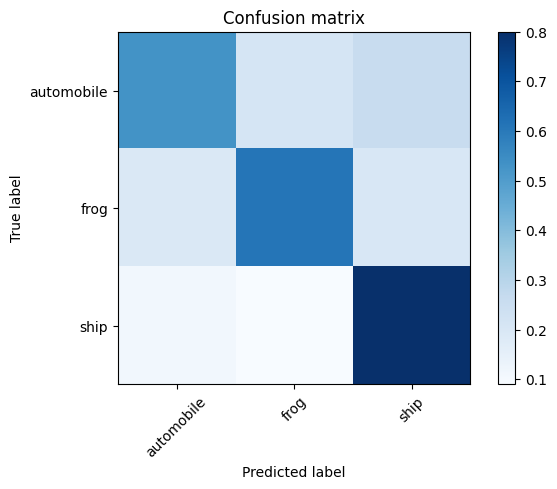 Confusion matrix
True label
automobile
frog
ship
automobile
frog
ship
Predicted label
0.8
0.7
0.6
0.5
0.4
0.3
0.2
0.1